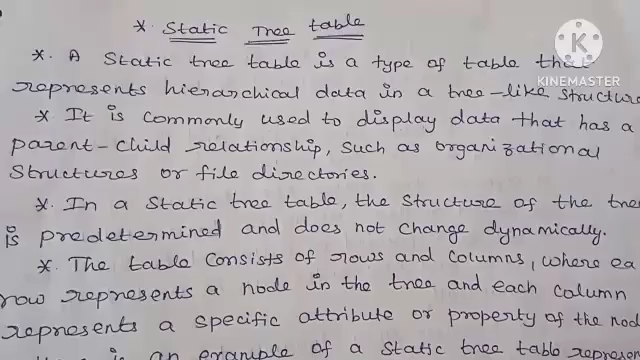 * Static Tree table
* A Static tree table is a type of table that
represents hierarchical data in a tree-like structure
* It is commonly used to display data that has a
parent-child relationship, such as organizational
structures or file directories.
* In a static tree table, the structure of the tree
is predetermined and does not change dynamically.
* The table consists of rows and columns, where ea
row represents a node in the tree and each column
represents a specific attribute or property of the nod
is an example of a static tree table represen
KINEMASTER